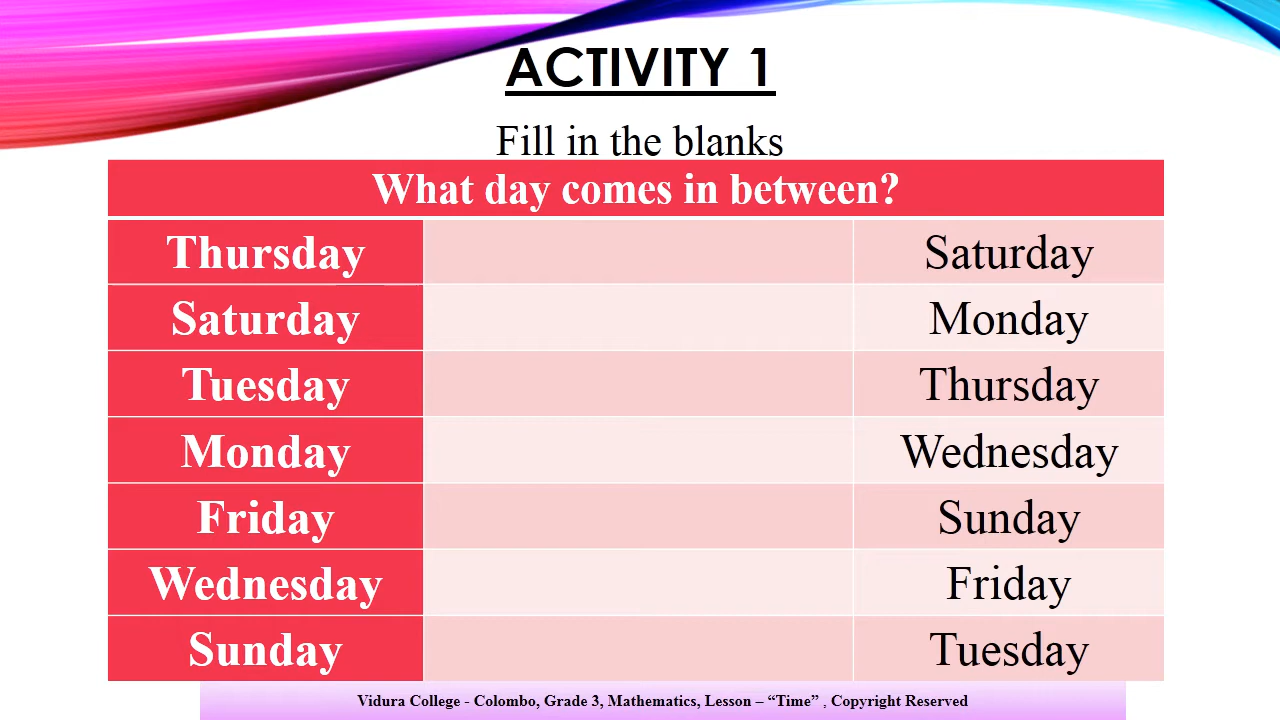 ACTIVITY 1
Fill in the blanks
What day comes in between?
Thursday Saturday
Saturday Monday
Tuesday Thursday
Monday Wednesday
Friday Sunday
Wednesday Friday
Sunday Tuesday
Vidura College - Colombo, Grade 3, Mathematics, Lesson – “Time” , Copyright Reserved